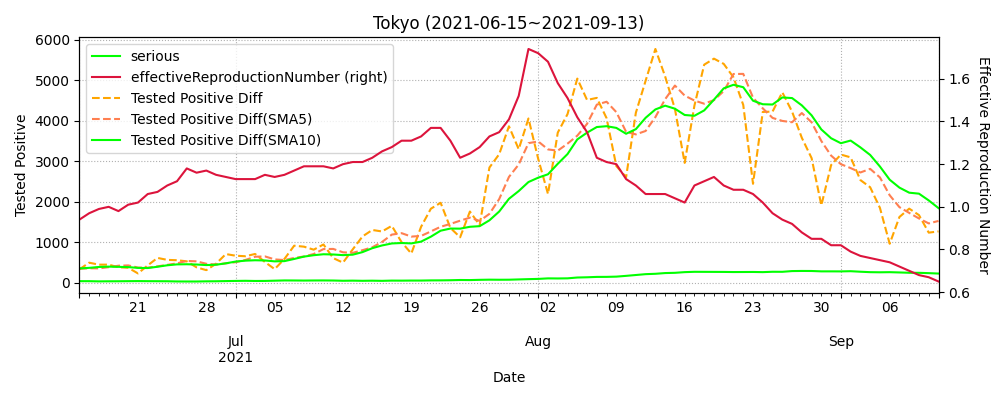 Tokyo (2021-06-15~2021-09-13)
serious
effectiveReproductionNumber (right)
Tested Positive Diff
Tested Positive Diff(SMA5)
Tested Positive Diff(SMA10)
Tested Positive
6000
5000
4000
3000
2000
1000
0
Effective Reproduction Number
1.6
1.4
1.2
1.0
0.8
0.6
21 28 05 12 19 26 02 09 16 23 30 06
Jul Aug Sep
2021
Date